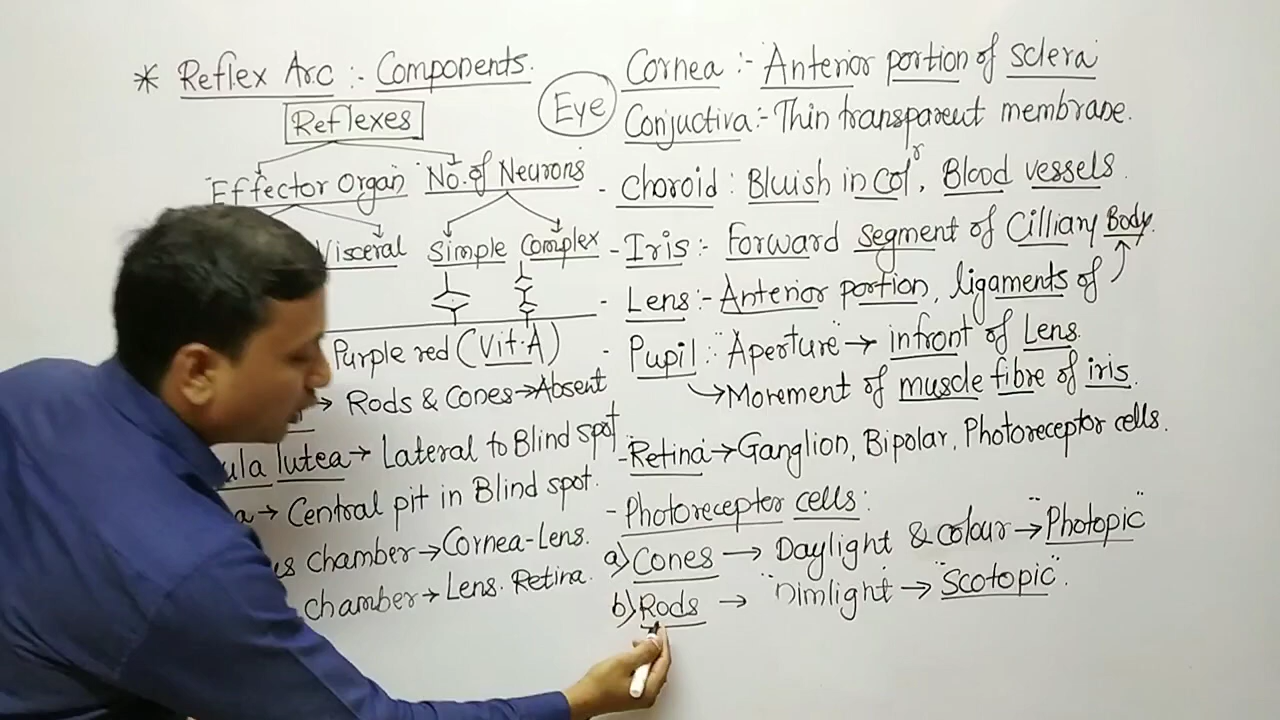 * Reflex Arc :- Components.
Reflexes
Effector Organ No. of Neurons
Visceral Simple Complex
Purple red (Vit. A)
→ Rods & Cones → Absent
ula lutea → Lateral to Blind spot
a → Central pit in Blind spot.
us chamber → Cornea-Lens.
chamber → Lens. Retina.
Eye
Cornea :- "Anterior portion of sclera"
Conjuctiva:- Thin transparent membrane.
- Choroid : Bluish in colr, Blood vessels.
- Iris :- Forward segment of Cilliary Body.
- Lens :- Anterior portion, ligaments of
- Pupil : "Aperture" → infront of Lens.
→ Morement of muscle fibre of iris.
- Retina → Ganglion, Bipolar, Photoreceptor cells.
- Photorecepter cells :
a) Cones → Daylight & colour → "Photopic"
b) Rods → "Dimlight → "Scotopic".